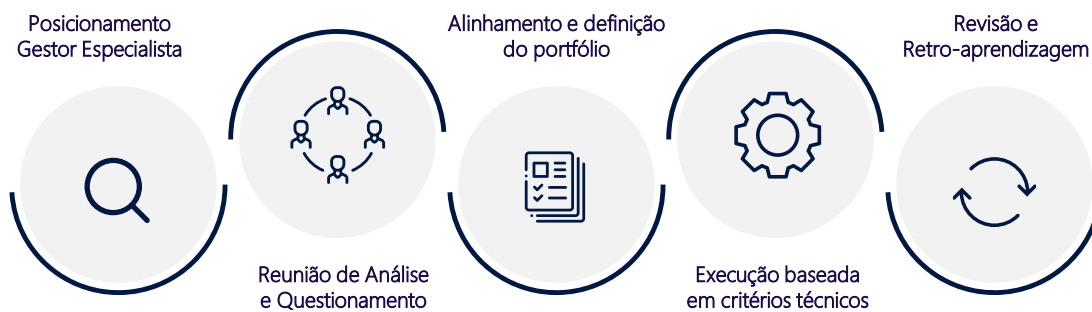 Posicionamento
Gestor Especialista
Reunião de Análise
e Questionamento
Alinhamento e definição
do portfólio
Execução baseada
em critérios técnicos
Revisão e
Retro-aprendizagem